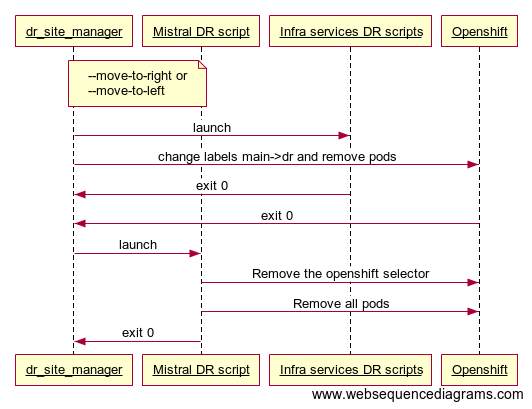 dr_site_manager
Mistral DR script
Infra services DR scripts
Openshift
--move-to-right or
--move-to-left
launch
change labels main->dr and remove pods
exit 0
exit 0
launch
Remove the openshift selector
Remove all pods
exit 0
dr_site_manager
Mistral DR script
Infra services DR scripts
Openshift
www.websequencediagrams.com